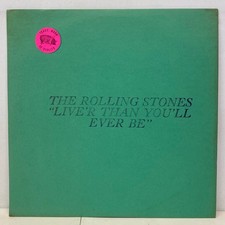 THE ROLLING STONES
"LIVE'R THAN YOU'LL
EVER BE"